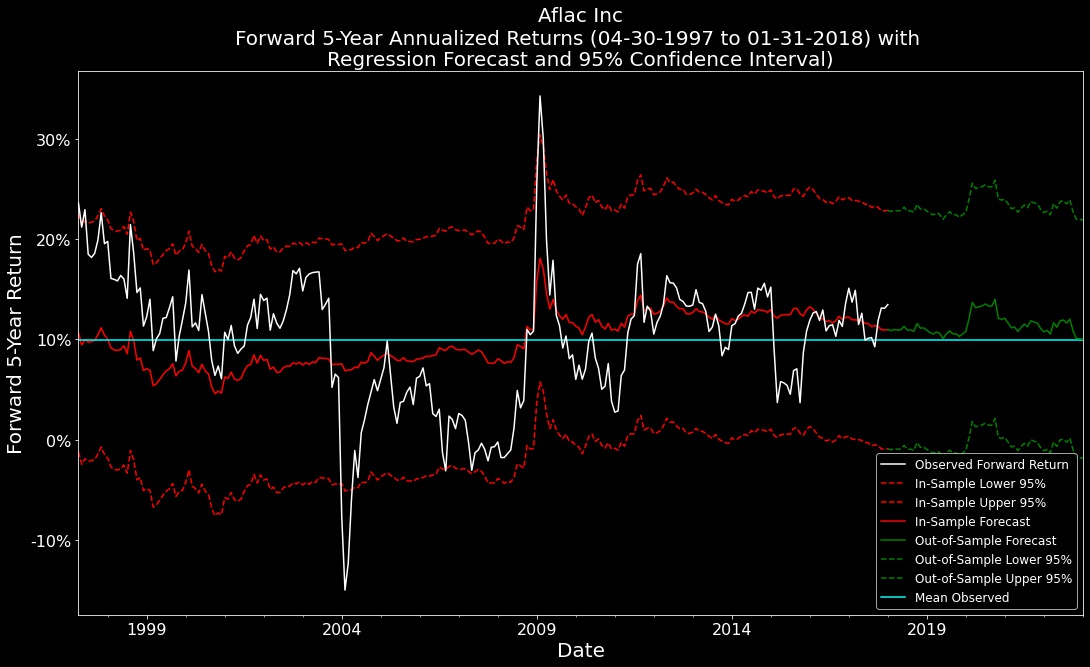 Aflac Inc
Forward 5-Year Annualized Returns (04-30-1997 to 01-31-2018) with
Regression Forecast and 95% Confidence Interval)
Forward 5-Year Return
30%
20%
10%
0%
-10%
1999
2004
2009
2014
2019
Date
Observed Forward Return
In-Sample Lower 95%
In-Sample Upper 95%
In-Sample Forecast
Out-of-Sample Forecast
Out-of-Sample Lower 95%
Out-of-Sample Upper 95%
Mean Observed